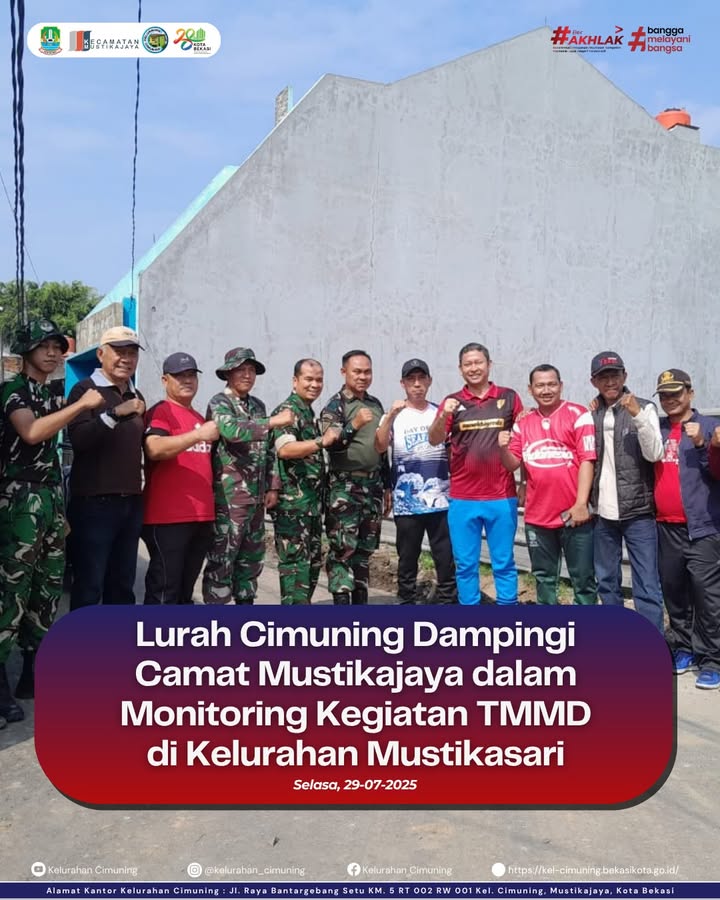 KECAMATAN
MUSTIKAJAYA
KOTA
BEKASI
#AKHLAK
#bangga
melayani
bangsa
Indonesia
Lurah Cimuning Dampingi
Camat Mustikajaya dalam
Monitoring Kegiatan TMMD
di Kelurahan Mustikasari
Selasa, 29-07-2025
Kelurahan Cimuning
@kelurahan_cimuning
Kelurahan Cimuning
https://kel-cimuning.bekasikota.go.id/
Alamat Kantor Kelurahan Cimuning : Jl. Raya Bantargebang Setu KM. 5 RT 002 RW 001 Kel. Cimuning, Mustikajaya, Kota Bekasi